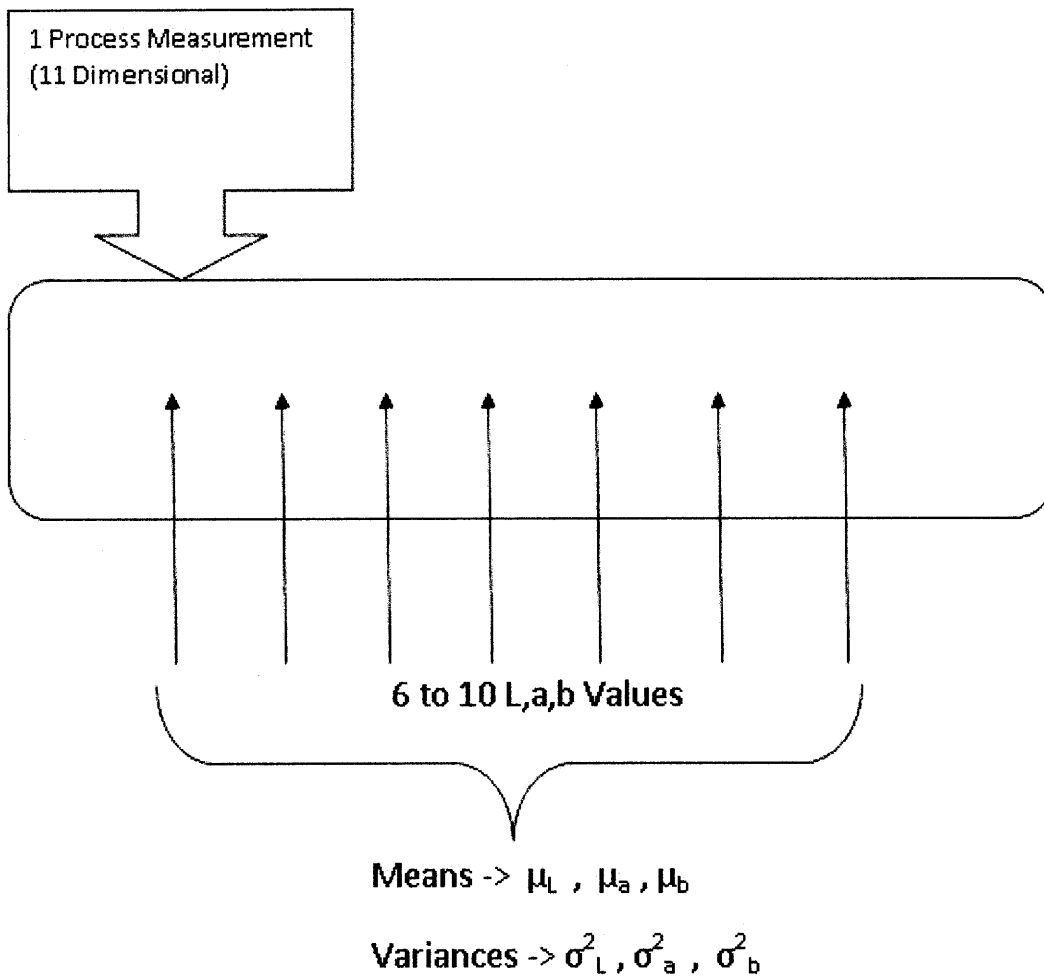 1 Process Measurement
(11 Dimensional)
6 to 10 L,a,b Values
Means -> μL , μa , μb
Variances -> σ²L , σ²a , σ²b